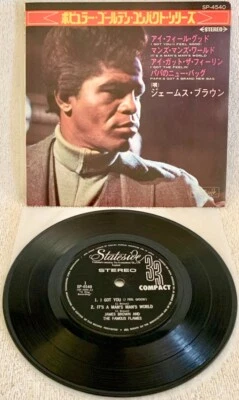 SP-4540
ポピュラー・ゴールデン・コンパクト・シリーズ
STEREO
アイ・フィール・グッド
I GOT YOU (I FEEL GOOD)
マンズ・マンズ・ワールド
IT'S A MAN'S MAN'S WORLD
アイ・ガット・ザ・フィーリン
I GOT THE FEELIN'
パパのニュー・バッグ
PAPA'S GOT A BRAND NEW BAG
ジェームス・ブラウン
Stateside
STEREO
33
COMPACT
SP-4540
1. I GOT YOU (I FEEL GOOD)
2. IT'S A MAN'S MAN'S WORLD
JAMES BROWN AND
THE FAMOUS FLAMES